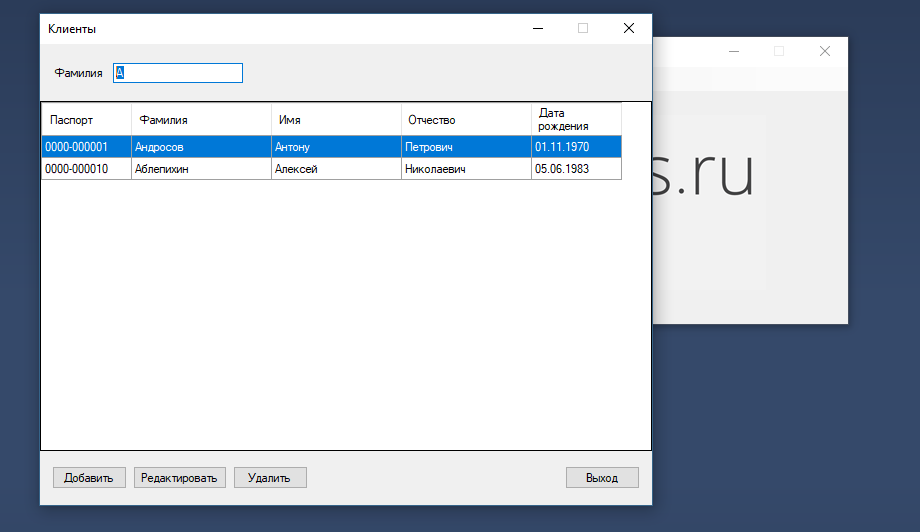 Клиенты
Фамилия А
s.ru
Паспорт Фамилия Имя Отчество Дата рождения
0000-000001 Андросов Антону Петрович 01.11.1970
0000-000010 Аблепихин Алексей Николаевич 05.06.1983
Добавить Редактировать Удалить Выход